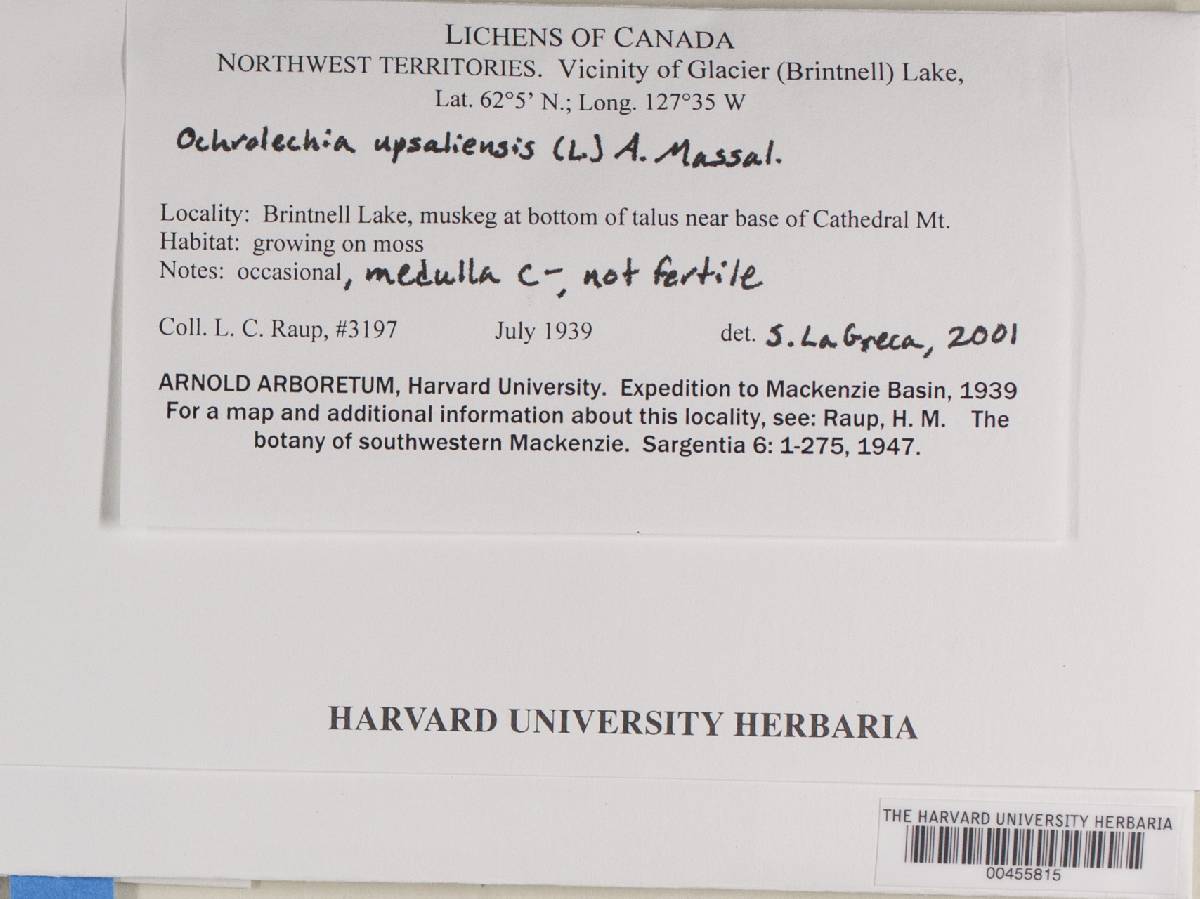 LICHENS OF CANADA
NORTHWEST TERRITORIES. Vicinity of Glacier (Brintnell) Lake,
Lat. 62°5' N.; Long. 127°35 W
Ochrolechia upsaliensis (L.) A. Massal.
Locality: Brintnell Lake, muskeg at bottom of talus near base of Cathedral Mt.
Habitat: growing on moss
Notes: occasional, medulla C-, not fertile
Coll. L. C. Raup, #3197 July 1939 det. S. LaGreca, 2001
ARNOLD ARBORETUM, Harvard University. Expedition to Mackenzie Basin, 1939
For a map and additional information about this locality, see: Raup, H. M. The
botany of southwestern Mackenzie. Sargentia 6: 1-275, 1947.
HARVARD UNIVERSITY HERBARIA
THE HARVARD UNIVERSITY HERBARIA
00455815